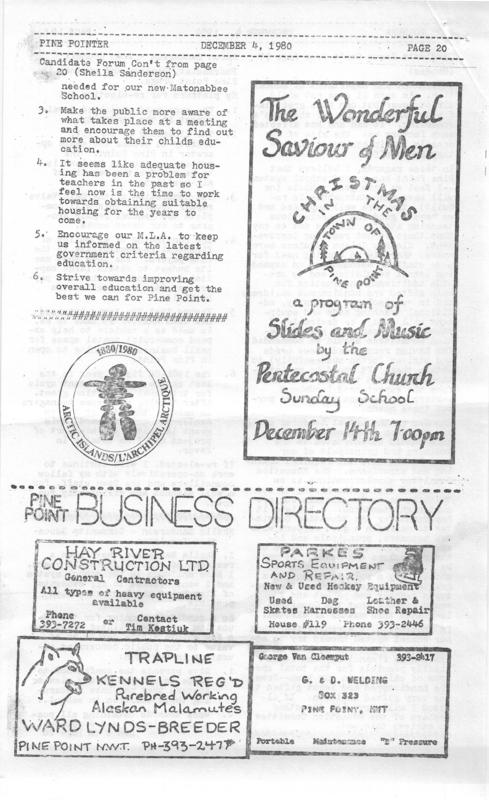 PINE POINTER DECEMBER 4, 1980 PAGE 20
Candidate Forum Con't from page
20 (Sheila Sanderson)
needed for our new Matonabbee
School.
3. Make the public more aware of
what takes place at a meeting
and encourage them to find out
more about their childs edu-
cation.
4. It seems like adequate hous-
ing has been a problem for
teachers in the past so I
feel now is the time to work
towards obtaining suitable
housing for the years to
come.
5. Encourage our M.L.A. to keep
us informed on the latest
government criteria regarding
education.
6. Strive towards improving
overall education and get the
best we can for Pine Point.
1880/1980
ARCTIC ISLANDS/L'ARCHIPEL ARCTIQUE
The Wonderful
Saviour of Men
CHRISTMAS
IN THE
TOWN OF
PINE POINT
a program of
Slides and Music
by the
Pentecostal Church
Sunday School
December 14th 7:00pm
PINE
POINT BUSINESS DIRECTORY
HAY RIVER
CONSTRUCTION LTD.
General Contractors
All types of heavy equipment
available
Phone Contact
393-7272 or Tim Kostiuk
PARKES
SPORTS EQUIPMENT
AND REPAIR.
New & Used Hockey Equipment
Used Dog Leather &
Skates Harnesses Shoe Repair
House #119 Phone 393-2446
TRAPLINE
KENNELS REG'D
Purebred Working
Alaskan Malamutes
WARD LYNDS-BREEDER
PINE POINT N.W.T. PH-393-2477
George Van Cleemput 393-2417
G. & D. WELDING
BOX 323
PINE POINT, NWT
Portable Maintenance "B" Pressure